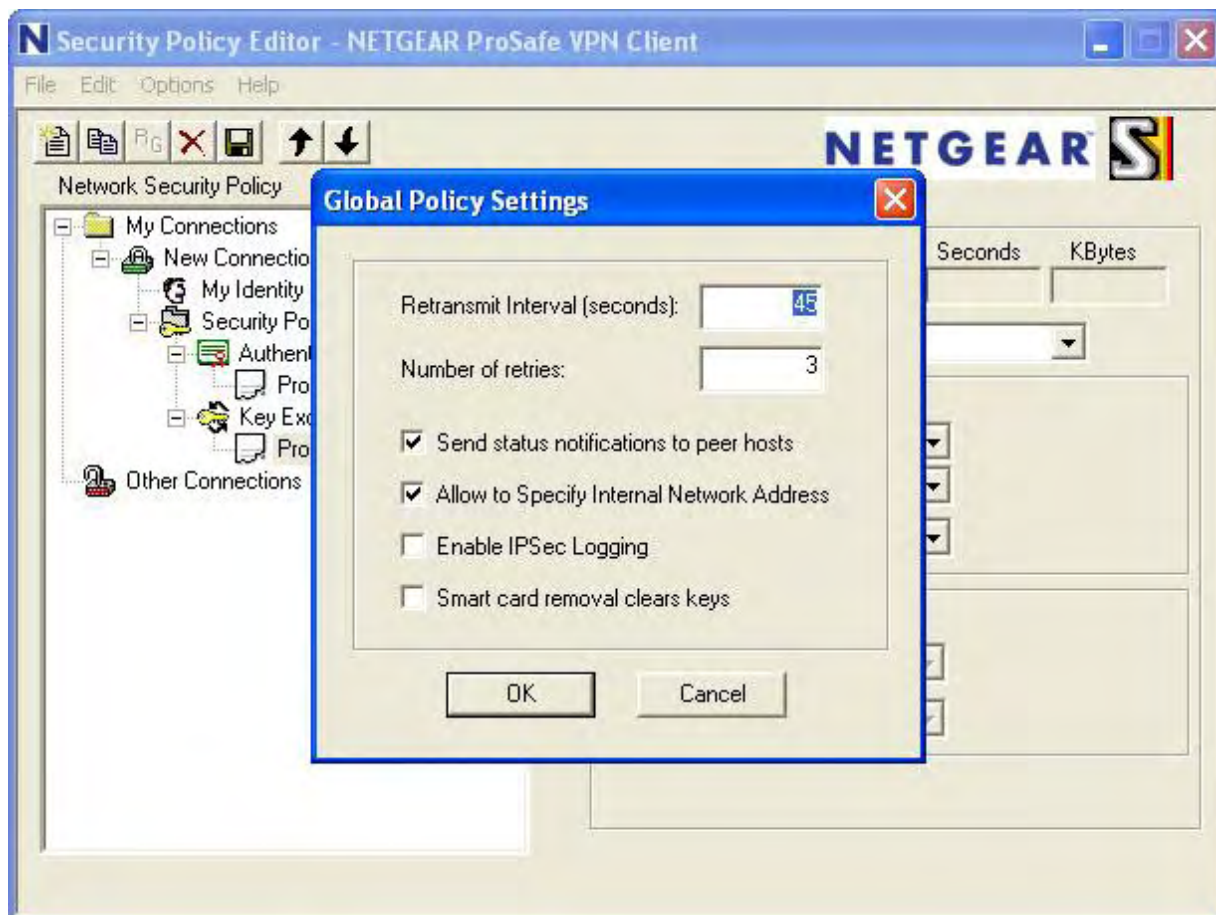 Security Policy Editor - NETGEAR ProSafe VPN Client
File Edit Options Help
NETGEAR S
Network Security Policy
My Connections
New Connectio
My Identity
Security Po
Authent
Pro
Key Exc
Pro
Other Connections
Seconds KBytes
Global Policy Settings
Retransmit Interval (seconds): 45
Number of retries: 3
Send status notifications to peer hosts
Allow to Specify Internal Network Address
Enable IPSec Logging
Smart card removal clears keys
OK Cancel